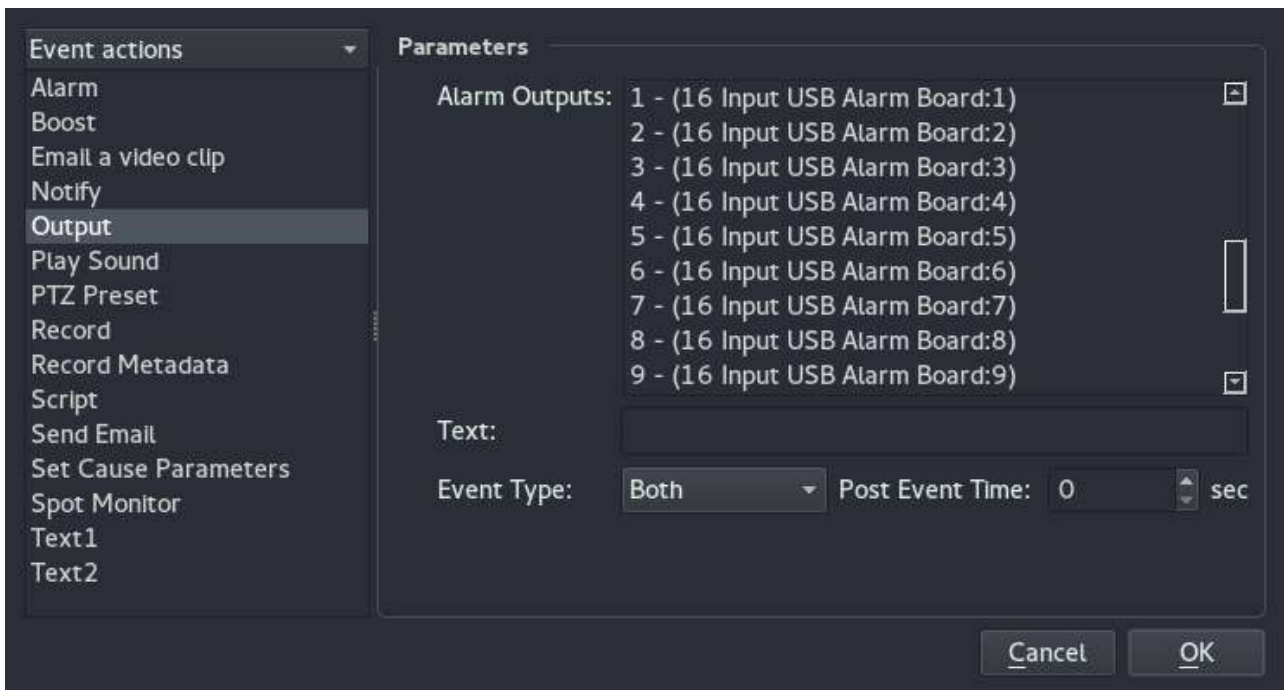 Event actions
Alarm
Boost
Email a video clip
Notify
Output
Play Sound
PTZ Preset
Record
Record Metadata
Script
Send Email
Set Cause Parameters
Spot Monitor
Text1
Text2
Parameters
Alarm Outputs:
1 - (16 Input USB Alarm Board:1)
2 - (16 Input USB Alarm Board:2)
3 - (16 Input USB Alarm Board:3)
4 - (16 Input USB Alarm Board:4)
5 - (16 Input USB Alarm Board:5)
6 - (16 Input USB Alarm Board:6)
7 - (16 Input USB Alarm Board:7)
8 - (16 Input USB Alarm Board:8)
9 - (16 Input USB Alarm Board:9)
Text:
Event Type: Both Post Event Time: 0 sec
Cancel OK